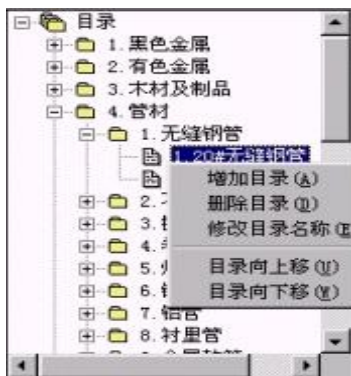 目录
1.黑色金属
2.有色金属
3.木材及制品
4.管材
1.无缝钢管
1.20#无缝钢管
增加目录(A)
删除目录(D)
修改目录名称(E
目录向上移(U)
目录向下移(W)
2.
3.
4.
5.
6.
7.铝管
8.衬里管